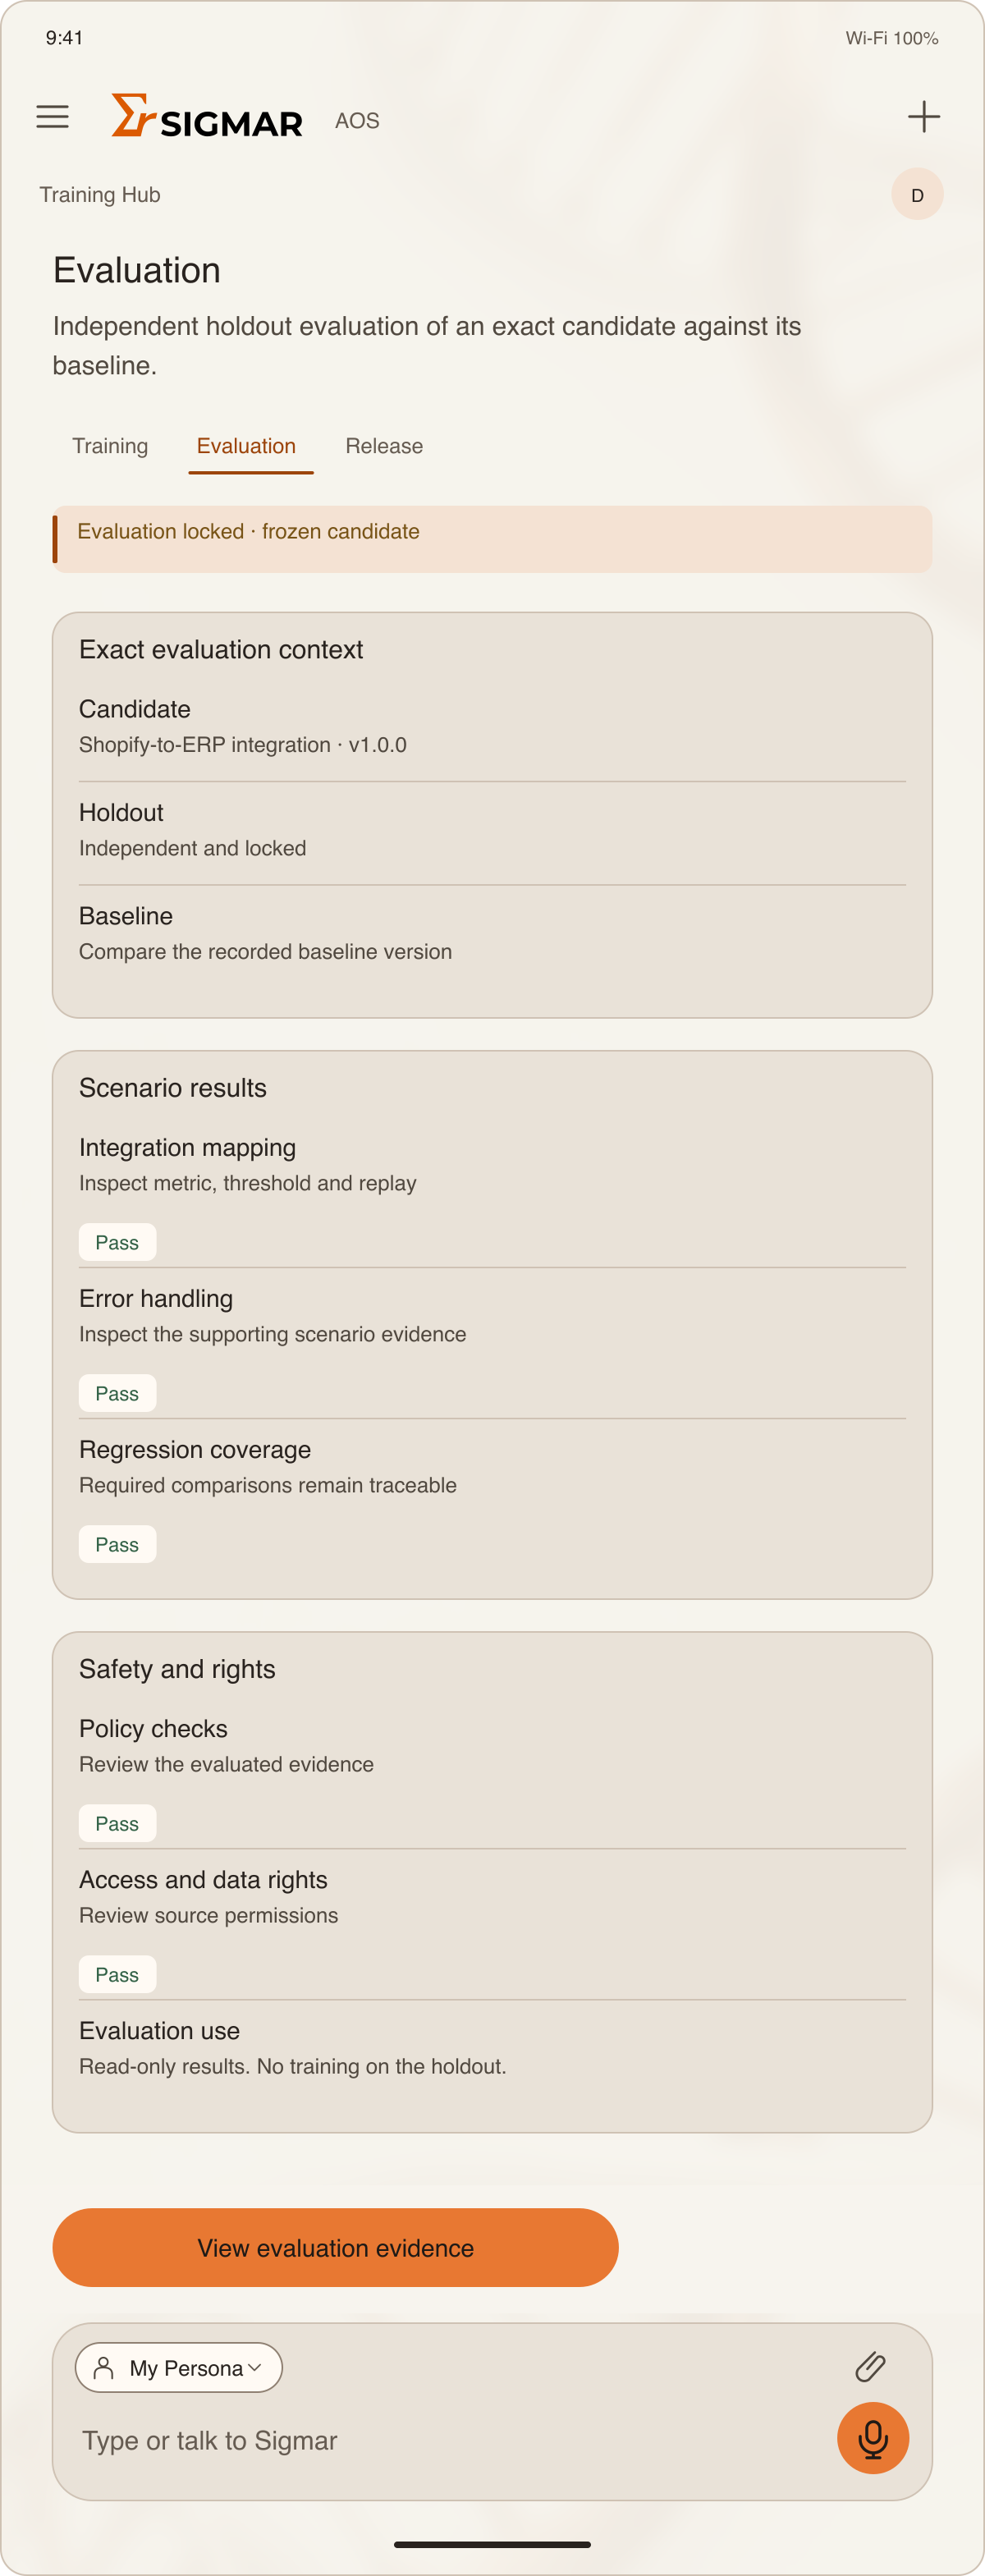 9:41
Wi-Fi 100%
Σr SIGMAR AOS
Training Hub
D
Evaluation
Independent holdout evaluation of an exact candidate against its
baseline.
Training Evaluation Release
Evaluation locked · frozen candidate
Exact evaluation context
Candidate
Shopify-to-ERP integration · v1.0.0
Holdout
Independent and locked
Baseline
Compare the recorded baseline version
Scenario results
Integration mapping
Inspect metric, threshold and replay
Pass
Error handling
Inspect the supporting scenario evidence
Pass
Regression coverage
Required comparisons remain traceable
Pass
Safety and rights
Policy checks
Review the evaluated evidence
Pass
Access and data rights
Review source permissions
Pass
Evaluation use
Read-only results. No training on the holdout.
View evaluation evidence
My Persona
Type or talk to Sigmar